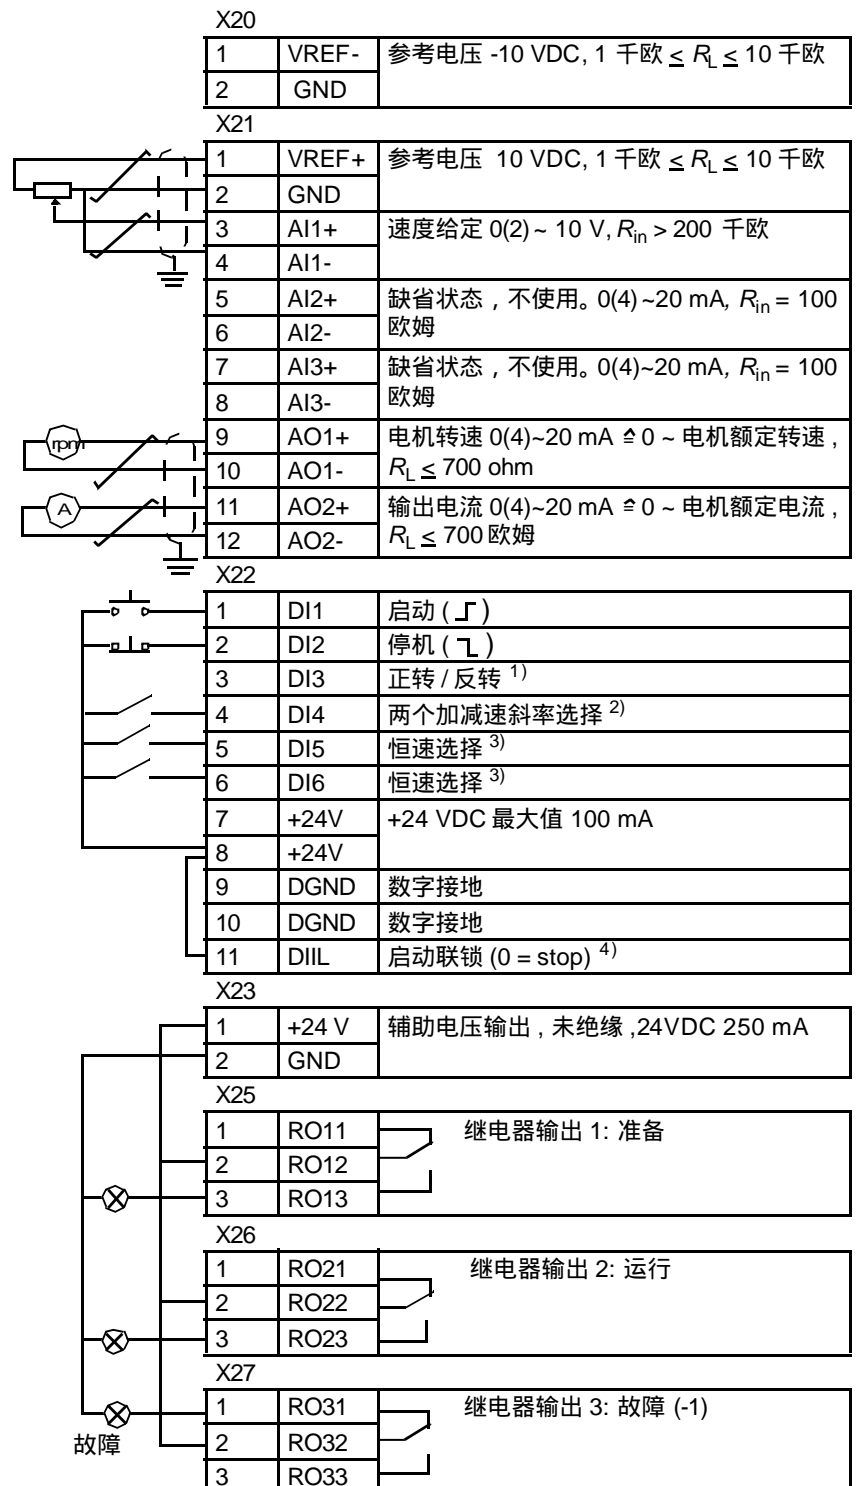 X20
1 VREF- 参考电压 -10 VDC, 1 千欧 ≤ RL ≤ 10 千欧
2 GND
X21
1 VREF+ 参考电压 10 VDC, 1 千欧 ≤ RL ≤ 10 千欧
2 GND
3 AI1+ 速度给定 0(2) ~ 10 V, Rin > 200 千欧
4 AI1-
5 AI2+ 缺省状态，不使用。0(4) ~20 mA, Rin = 100
6 AI2- 欧姆
7 AI3+ 缺省状态，不使用。0(4)~20 mA, Rin = 100
8 AI3- 欧姆
rpm 9 AO1+ 电机转速 0(4)~20 mA ≙ 0 ~ 电机额定转速 ,
10 AO1- RL ≤ 700 ohm
A 11 AO2+ 输出电流 0(4)~20 mA ≙ 0 ~ 电机额定电流 ,
12 AO2- RL ≤ 700 欧姆
X22
1 DI1 启动 ( )
2 DI2 停机 ( )
3 DI3 正转 / 反转 1)
4 DI4 两个加减速斜率选择 2)
5 DI5 恒速选择 3)
6 DI6 恒速选择 3)
7 +24V +24 VDC 最大值 100 mA
8 +24V
9 DGND 数字接地
10 DGND 数字接地
11 DIIL 启动联锁 (0 = stop) 4)
X23
1 +24 V 辅助电压输出 , 未绝缘 ,24VDC 250 mA
2 GND
X25
1 RO11 继电器输出 1: 准备
2 RO12
3 RO13
X26
1 RO21 继电器输出 2: 运行
2 RO22
3 RO23
X27
1 RO31 继电器输出 3: 故障 (-1)
故障 2 RO32
3 RO33